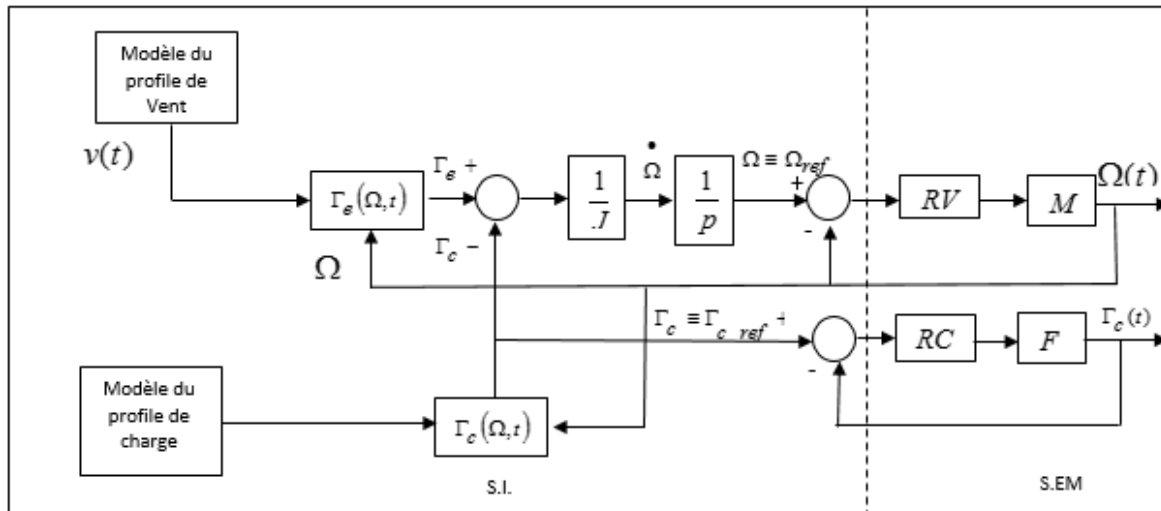 Modèle du
profile de
Vent
v(t)
Γe(Ω,t)
Γe +
Γc −
Ω
1
J
Ω̇
1
p
Ω ≡ Ωref
+
-
RV
M
Ω(t)
Γc ≡ Γc_ref +
-
RC
F
Γc(t)
Modèle du
profile de
charge
Γc(Ω,t)
S.I.
S.EM